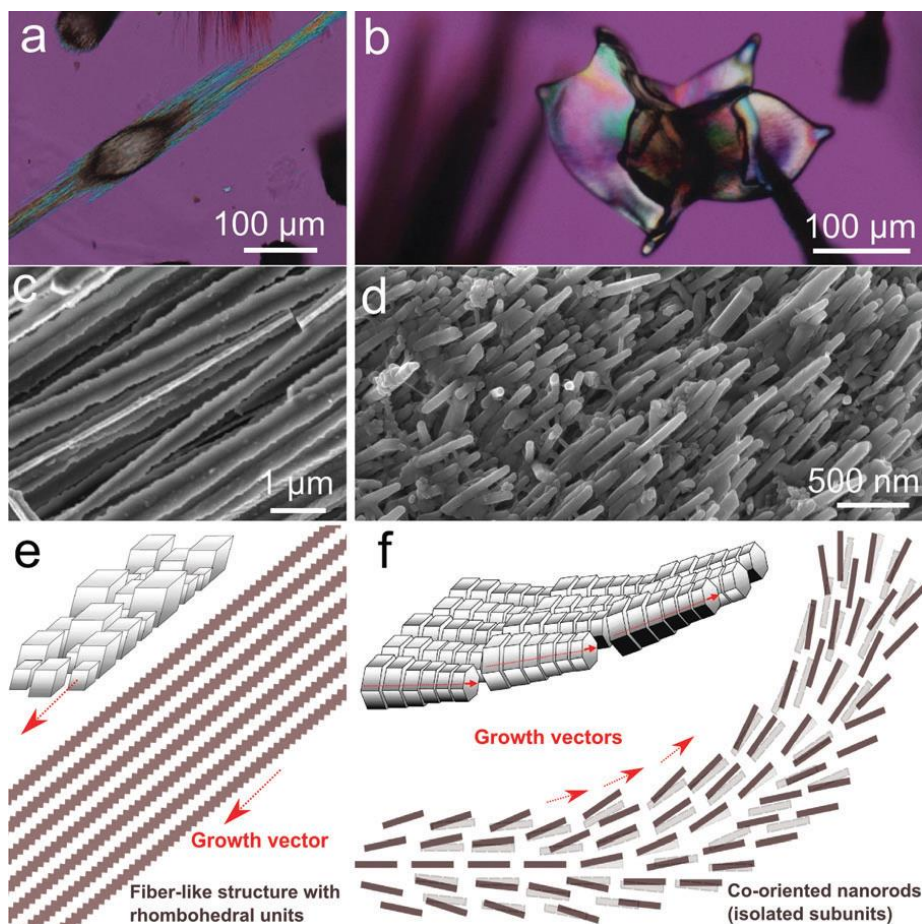 a
b
100 µm
100 µm
c
d
1 µm
500 nm
e
f
Growth vectors
Growth vector
Fiber-like structure with
rhombohedral units
Co-oriented nanorods
(isolated subunits)